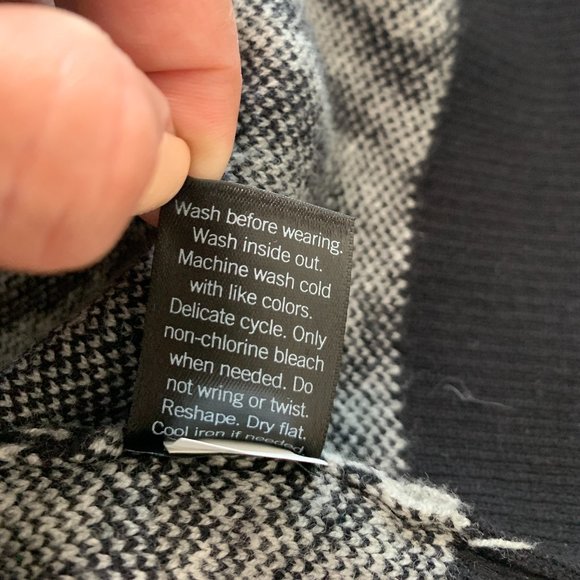 Wash before wearing.
Wash inside out.
Machine wash cold
with like colors.
Delicate cycle. Only
non-chlorine bleach
when needed. Do
not wring or twist.
Reshape. Dry flat.
Cool iron if needed